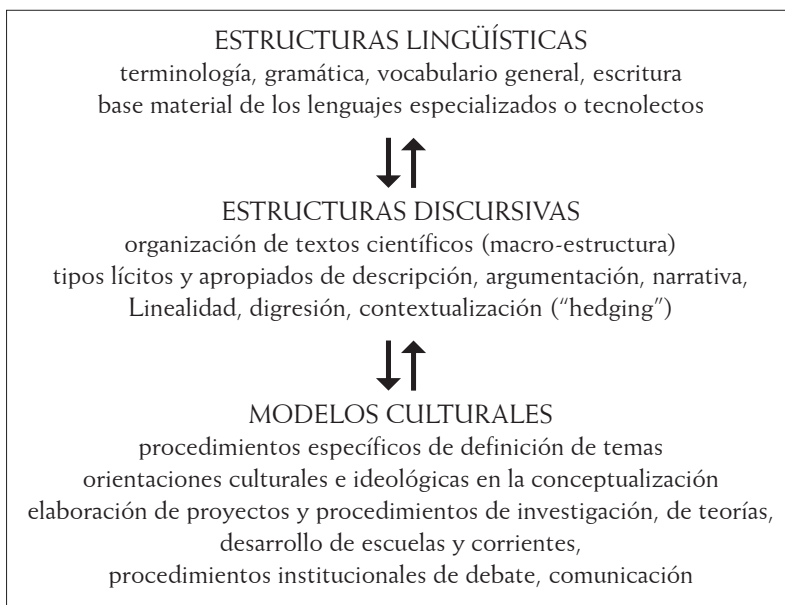 ESTRUCTURAS LINGÜÍSTICAS
terminología, gramática, vocabulario general, escritura
base material de los lenguajes especializados o tecnolectos
ESTRUCTURAS DISCURSIVAS
organización de textos científicos (macro-estructura)
tipos lícitos y apropiados de descripción, argumentación, narrativa,
Linealidad, digresión, contextualización (“hedging”)
MODELOS CULTURALES
procedimientos específicos de definición de temas
orientaciones culturales e ideológicas en la conceptualización
elaboración de proyectos y procedimientos de investigación, de teorías,
desarrollo de escuelas y corrientes,
procedimientos institucionales de debate, comunicación